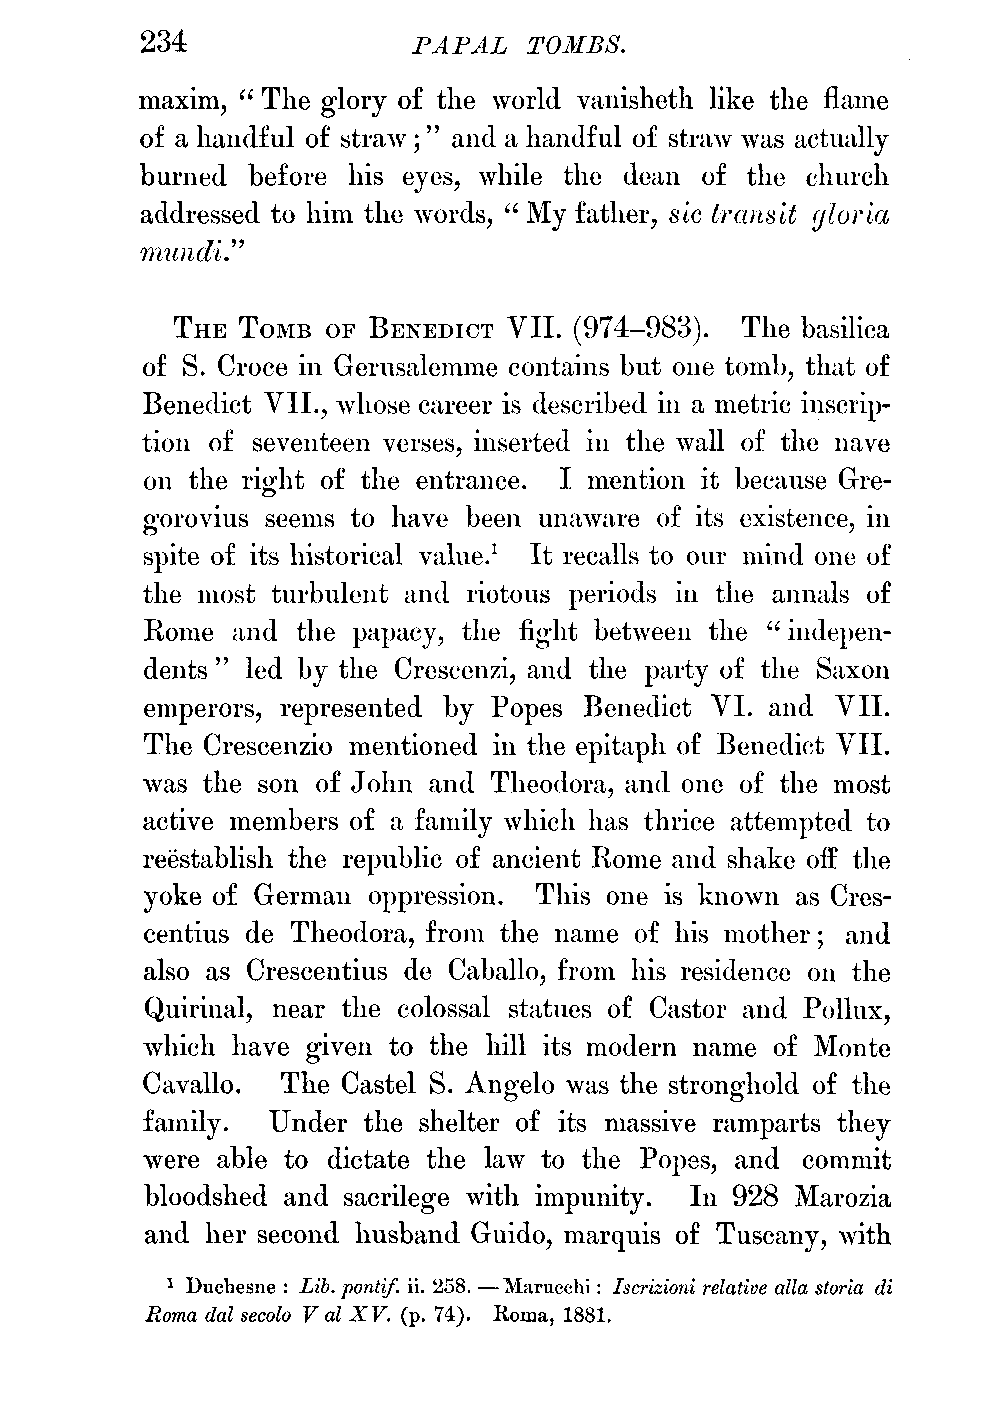 234 PAPAL TOMBS.
maxim, “ The glory of the world vanisheth like the flame
of a handful of straw ; ” and a handful of straw was actually
burned before his eyes, while the dean of the church
addressed to him the words, “ My father, sic transit gloria
mundi.”
THE TOMB OF BENEDICT VII. (974–983). The basilica
of S. Croce in Gerusalemme contains but one tomb, that of
Benedict VII., whose career is described in a metric inscrip-
tion of seventeen verses, inserted in the wall of the nave
on the right of the entrance. I mention it because Gre-
gorovius seems to have been unaware of its existence, in
spite of its historical value.¹ It recalls to our mind one of
the most turbulent and riotous periods in the annals of
Rome and the papacy, the fight between the “ indepen-
dents ” led by the Crescenzi, and the party of the Saxon
emperors, represented by Popes Benedict VI. and VII.
The Crescenzio mentioned in the epitaph of Benedict VII.
was the son of John and Theodora, and one of the most
active members of a family which has thrice attempted to
reëstablish the republic of ancient Rome and shake off the
yoke of German oppression. This one is known as Cres-
centius de Theodora, from the name of his mother ; and
also as Crescentius de Caballo, from his residence on the
Quirinal, near the colossal statues of Castor and Pollux,
which have given to the hill its modern name of Monte
Cavallo. The Castel S. Angelo was the stronghold of the
family. Under the shelter of its massive ramparts they
were able to dictate the law to the Popes, and commit
bloodshed and sacrilege with impunity. In 928 Marozia
and her second husband Guido, marquis of Tuscany, with
¹ Duchesne : Lib. pontif. ii. 258. — Marucchi : Iscrizioni relative alla storia di
Roma dal secolo V al XV. (p. 74). Roma, 1881.